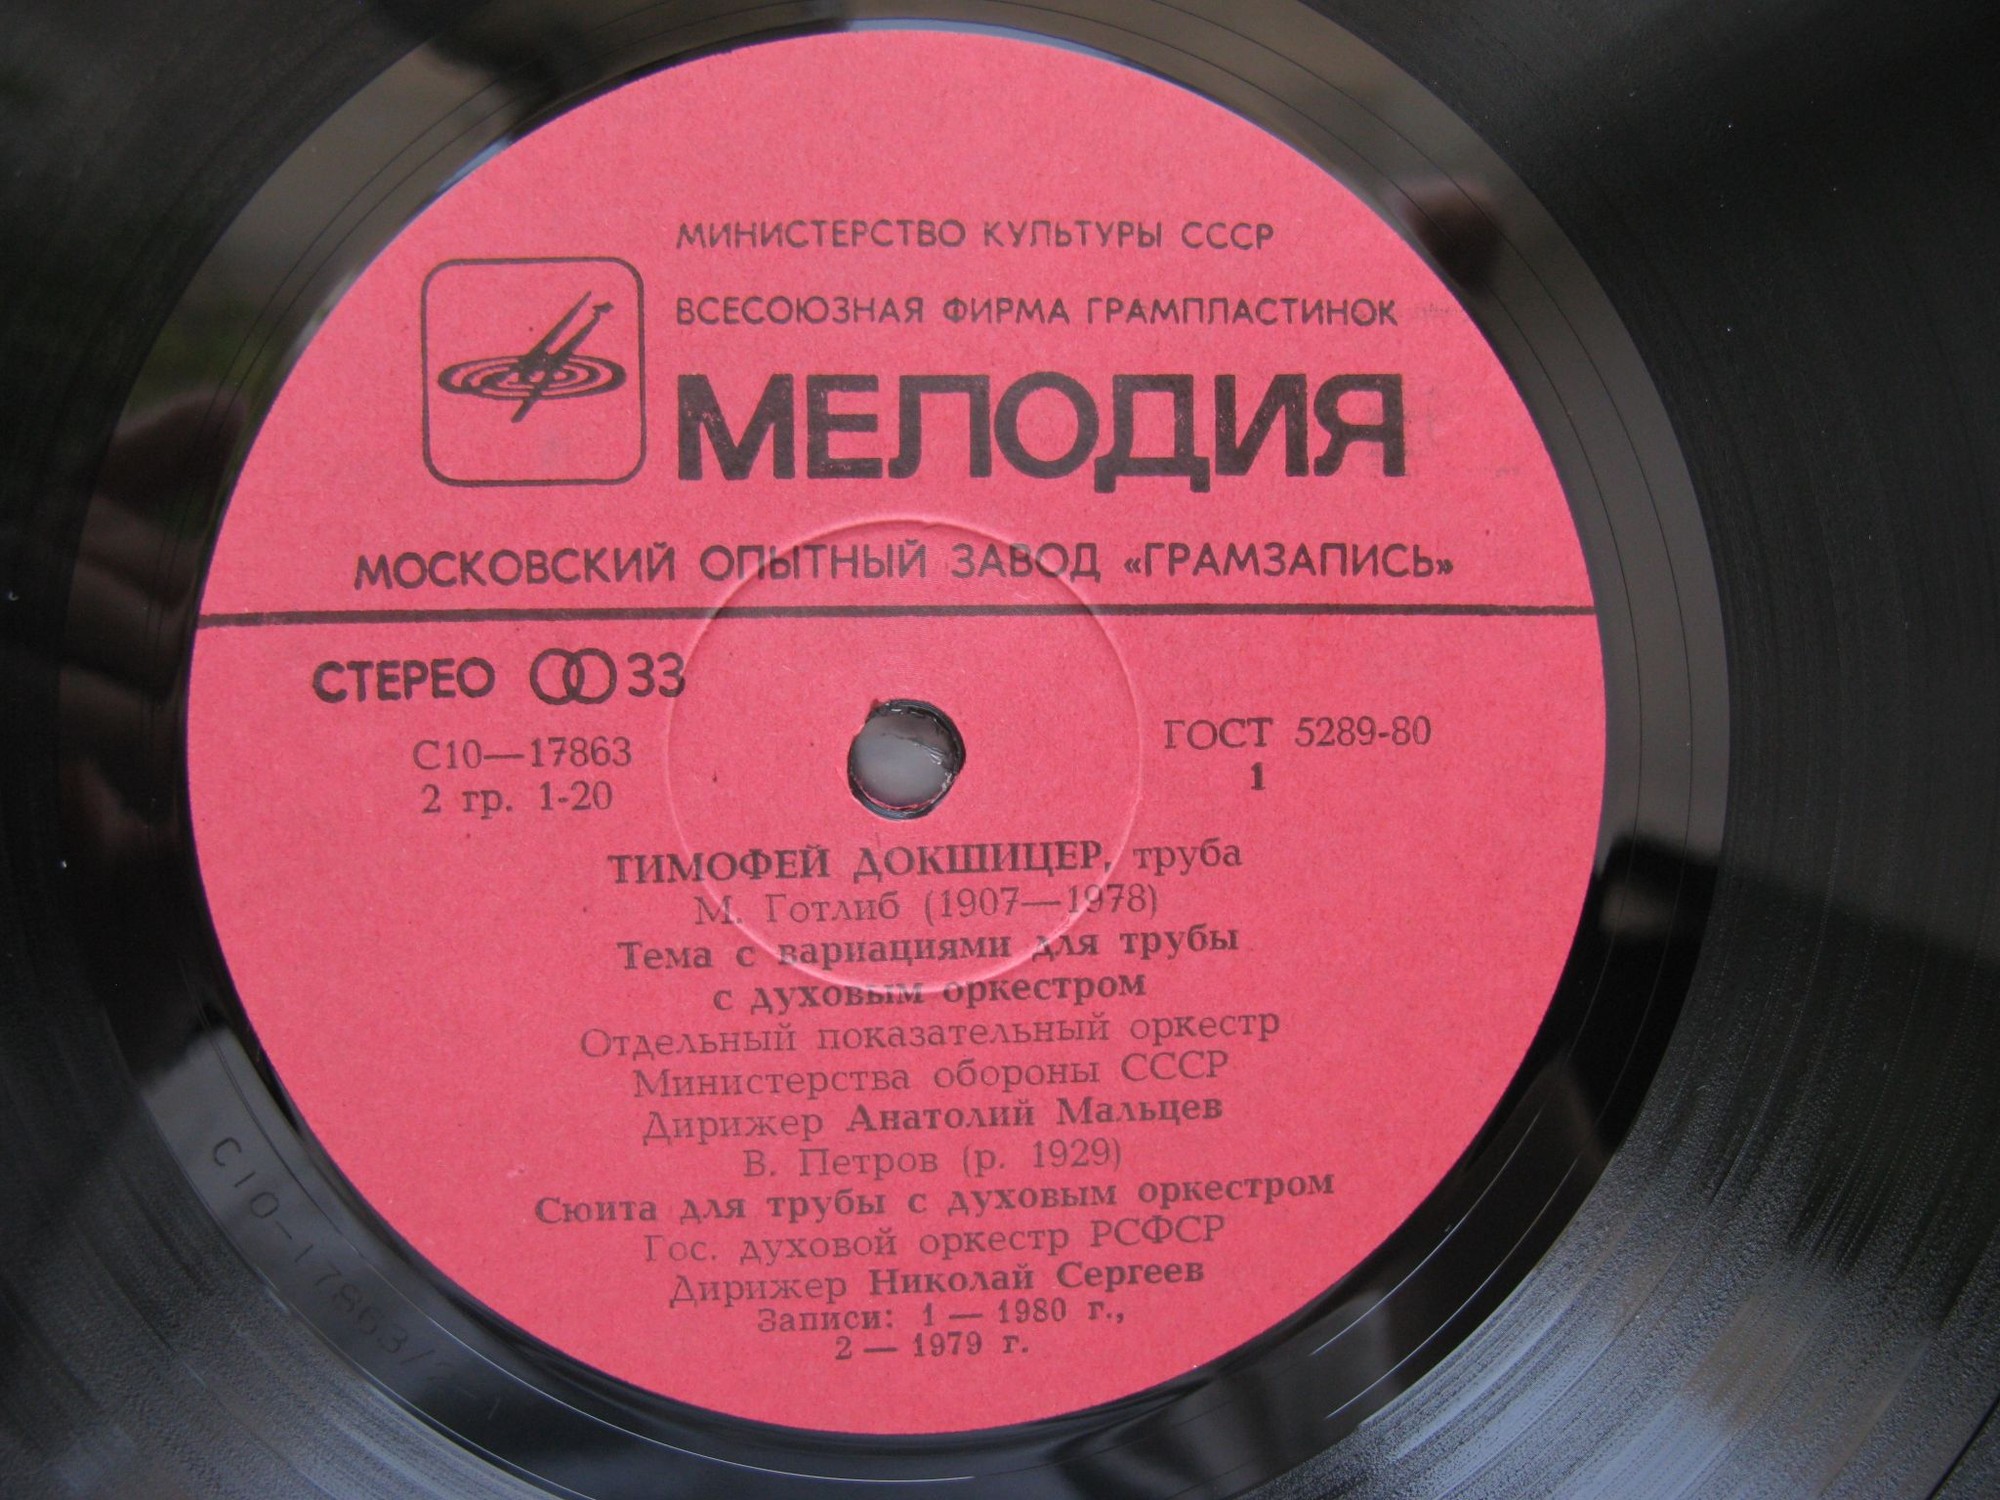 МИНИСТЕРСТВО КУЛЬТУРЫ СССР
ВСЕСОЮЗНАЯ ФИРМА ГРАМПЛАСТИНОК
МЕЛОДИЯ
МОСКОВСКИЙ ОПЫТНЫЙ ЗАВОД «ГРАМЗАПИСЬ»
СТЕРЕО 33
С10—17863
2 гр. 1-20
ГОСТ 5289-80
1
ТИМОФЕЙ ДОКШИЦЕР, труба
М. Готлиб (1907—1978)
Тема с вариациями для трубы
с духовым оркестром
Отдельный показательный оркестр
Министерства обороны СССР
Дирижер Анатолий Мальцев
В. Петров (р. 1929)
Сюита для трубы с духовым оркестром
Гос. духовой оркестр РСФСР
Дирижер Николай Сергеев
Записи: 1 — 1980 г.,
2 — 1979 г.
С10-17863/